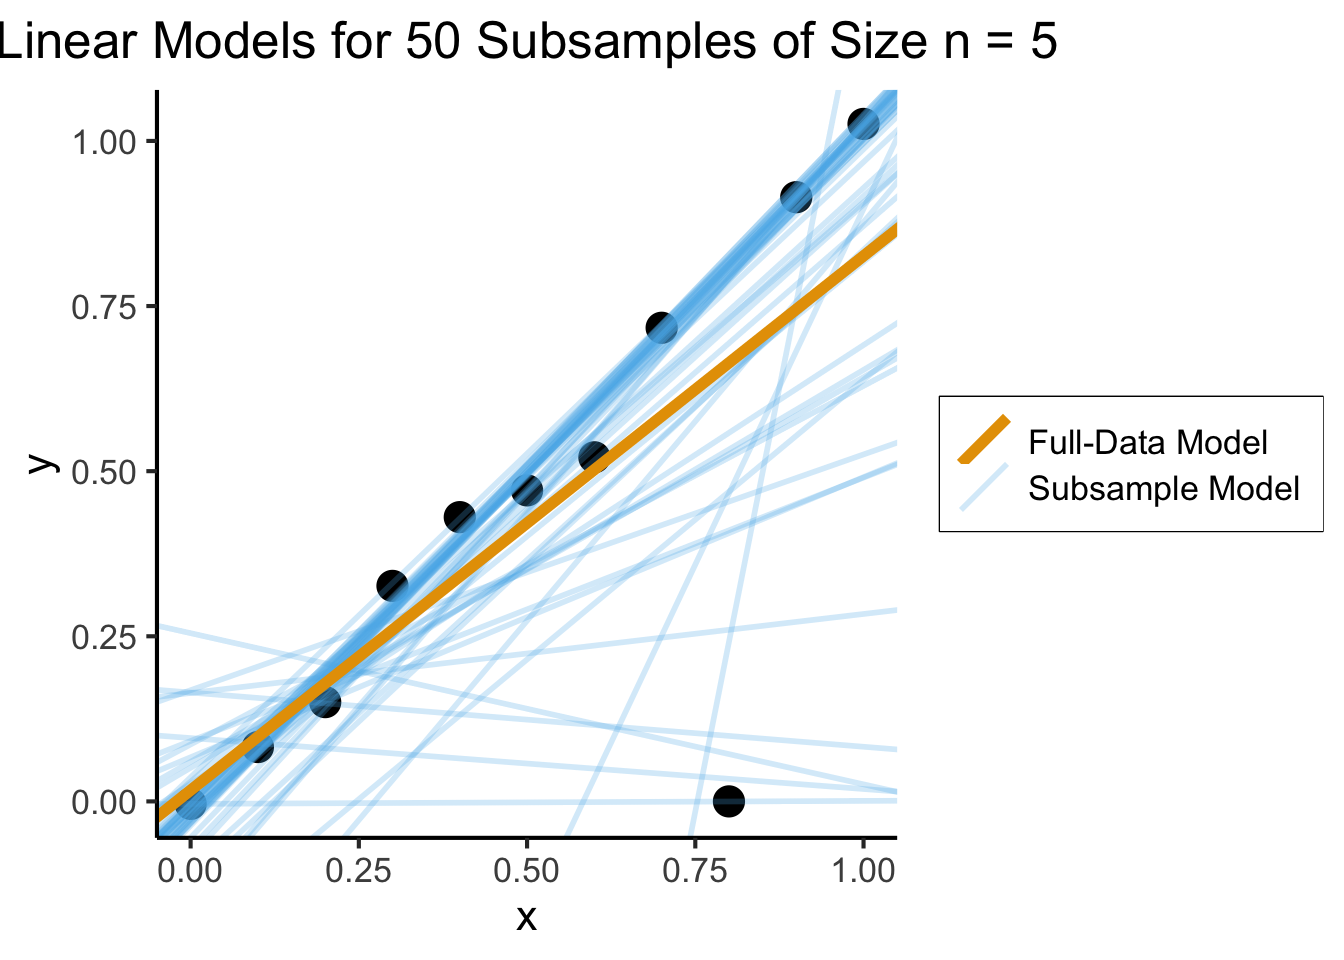 Linear Models for 50 Subsamples of Size n = 5
1.00
0.75
0.50
0.25
0.00
y
0.00 0.25 0.50 0.75 1.00
x
Full-Data Model
Subsample Model